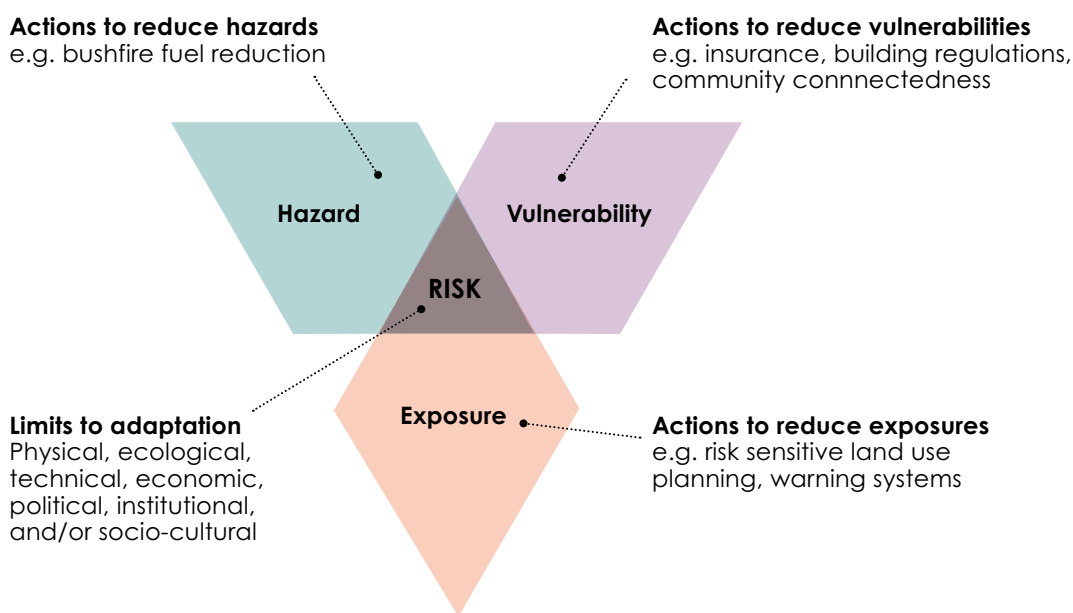 Actions to reduce hazards
e.g. bushfire fuel reduction
Actions to reduce vulnerabilities
e.g. insurance, building regulations,
community connnectedness
Hazard
Vulnerability
RISK
Exposure
Limits to adaptation
Physical, ecological,
technical, economic,
political, institutional,
and/or socio-cultural
Actions to reduce exposures
e.g. risk sensitive land use
planning, warning systems